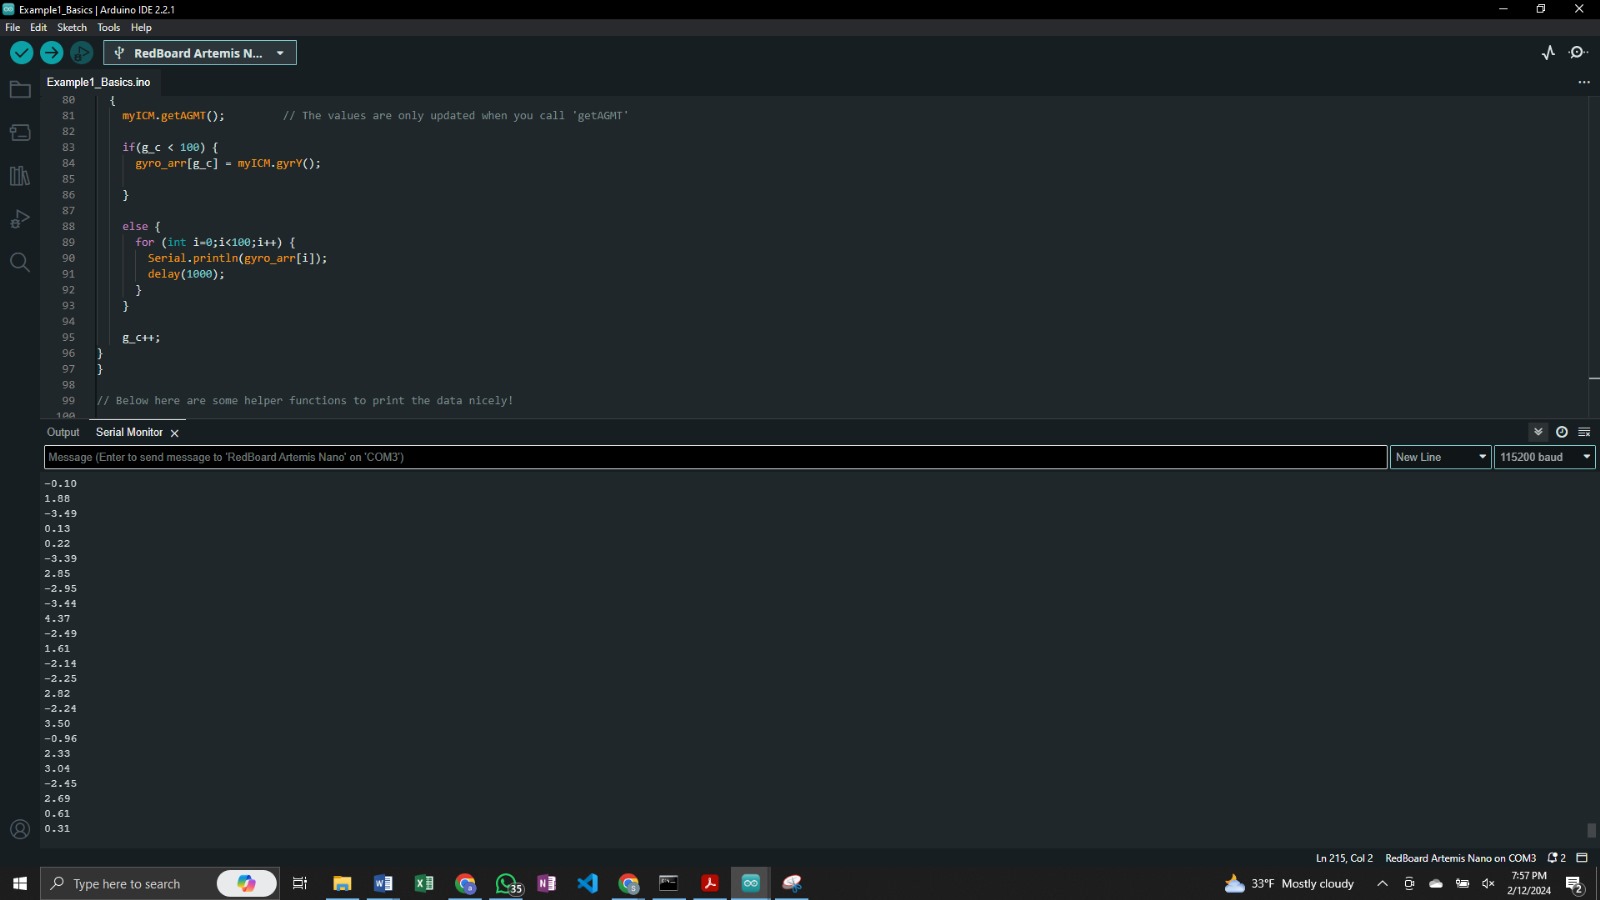 Example1_Basics | Arduino IDE 2.2.1
File Edit Sketch Tools Help
RedBoard Artemis N...
Example1_Basics.ino
80 {
81 myICM.getAGMT(); // The values are only updated when you call 'getAGMT'
82
83 if(g_c < 100) {
84 gyro_arr[g_c] = myICM.gyrY();
85
86 }
87
88 else {
89 for (int i=0;i<100;i++) {
90 Serial.println(gyro_arr[i]);
91 delay(1000);
92 }
93 }
94
95 g_c++;
96 }
97 }
98
99 // Below here are some helper functions to print the data nicely!
100
Output Serial Monitor
Message (Enter to send message to 'RedBoard Artemis Nano' on 'COM3')
New Line
115200 baud
-0.10
1.88
-3.49
0.13
0.22
-3.39
2.85
-2.95
-3.44
4.37
-2.49
1.61
-2.14
-2.25
2.82
-2.24
3.50
-0.96
2.33
3.04
-2.45
2.69
0.61
0.31
Ln 215, Col 2 RedBoard Artemis Nano on COM3 2
Type here to search
35
33°F Mostly cloudy
7:57 PM
2/12/2024
2